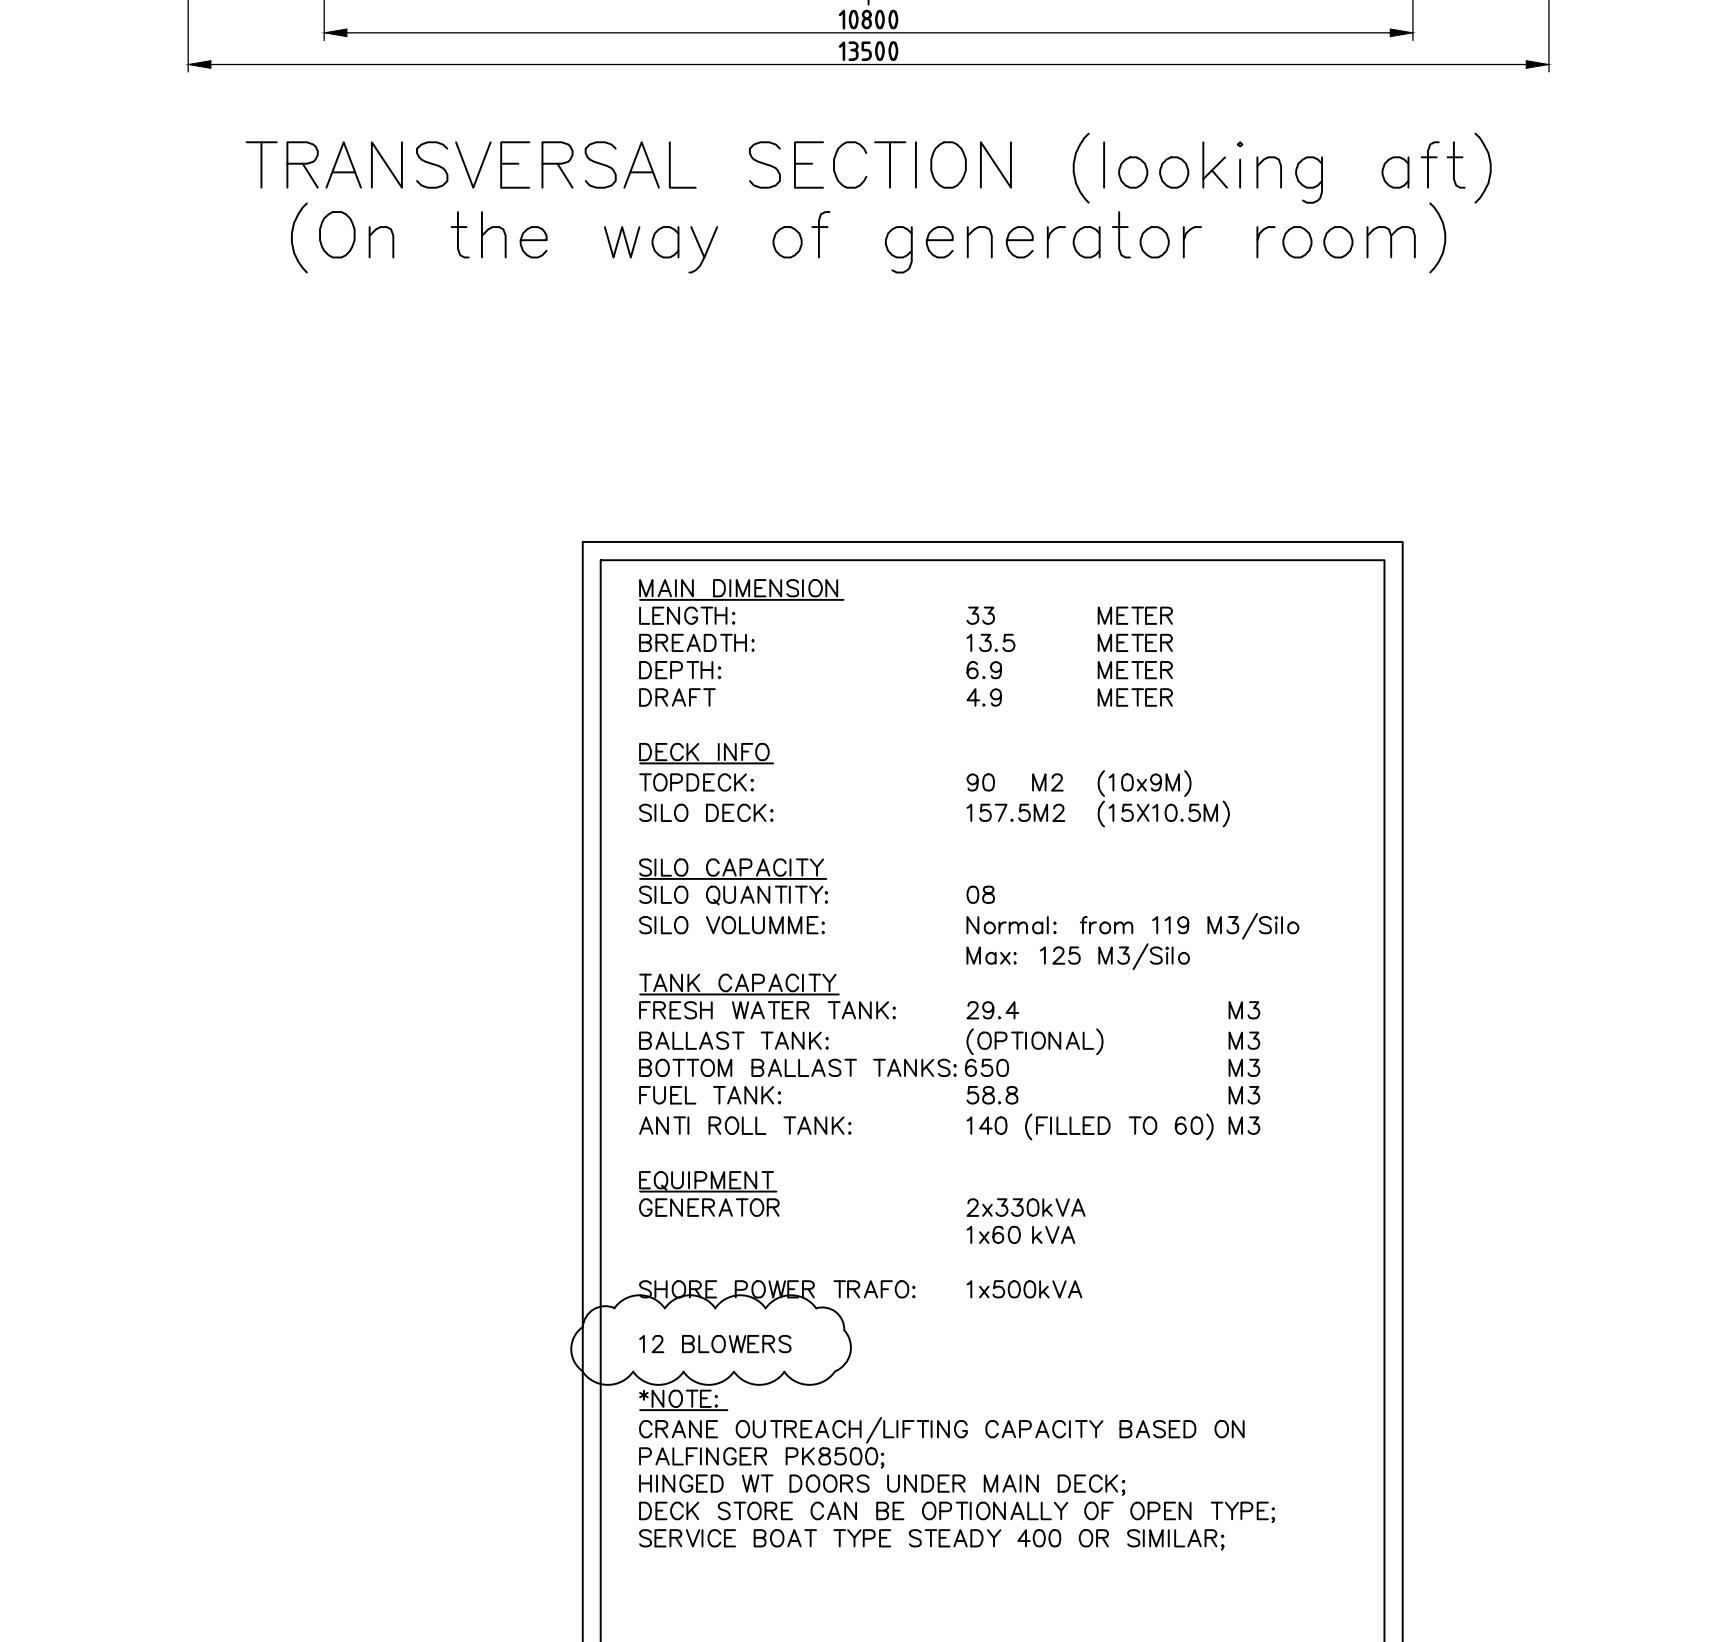 10800
13500
TRANSVERSAL SECTION (looking aft)
(On the way of generator room)
MAIN DIMENSION
LENGTH: 33 METER
BREADTH: 13.5 METER
DEPTH: 6.9 METER
DRAFT 4.9 METER
DECK INFO
TOPDECK: 90 M2 (10x9M)
SILO DECK: 157.5M2 (15X10.5M)
SILO CAPACITY
SILO QUANTITY: 08
SILO VOLUMME: Normal: from 119 M3/Silo
Max: 125 M3/Silo
TANK CAPACITY
FRESH WATER TANK: 29.4 M3
BALLAST TANK: (OPTIONAL) M3
BOTTOM BALLAST TANKS: 650 M3
FUEL TANK: 58.8 M3
ANTI ROLL TANK: 140 (FILLED TO 60) M3
EQUIPMENT
GENERATOR 2x330kVA
1x60 kVA
SHORE POWER TRAFO: 1x500kVA
12 BLOWERS
*NOTE:
CRANE OUTREACH/LIFTING CAPACITY BASED ON
PALFINGER PK8500;
HINGED WT DOORS UNDER MAIN DECK;
DECK STORE CAN BE OPTIONALLY OF OPEN TYPE;
SERVICE BOAT TYPE STEADY 400 OR SIMILAR;